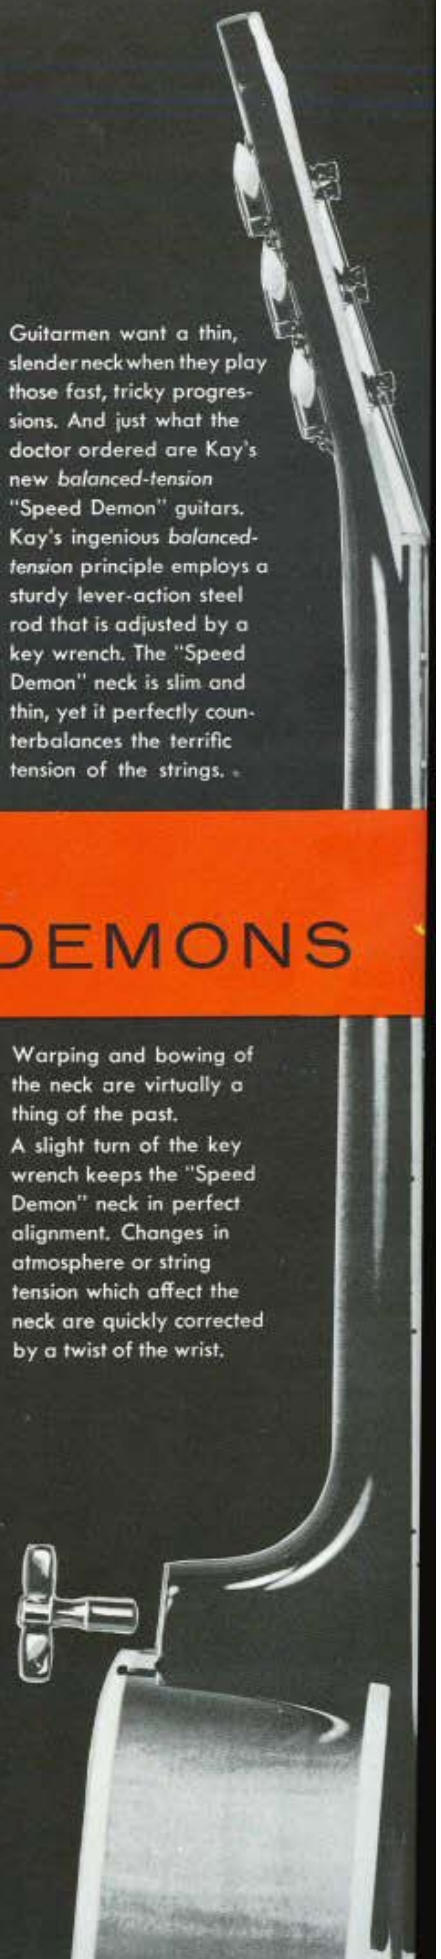 Guitarmen want a thin,
slender neck when they play
those fast, tricky progres-
sions. And just what the
doctor ordered are Kay's
new balanced-tension
"Speed Demon" guitars.
Kay's ingenious balanced-
tension principle employs a
sturdy lever-action steel
rod that is adjusted by a
key wrench. The "Speed
Demon" neck is slim and
thin, yet it perfectly coun-
terbalances the terrific
tension of the strings.
DEMONS
Warping and bowing of
the neck are virtually a
thing of the past.
A slight turn of the key
wrench keeps the "Speed
Demon" neck in perfect
alignment. Changes in
atmosphere or string
tension which affect the
neck are quickly corrected
by a twist of the wrist.